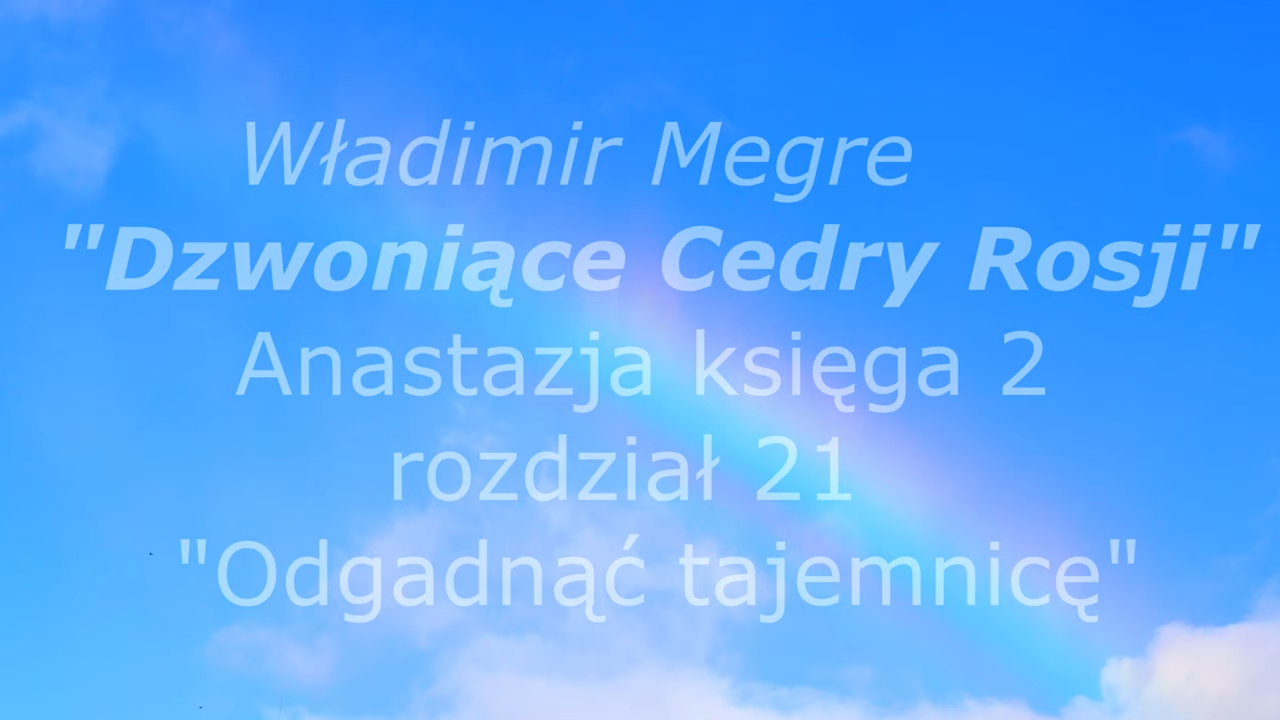 Władimir Megre
"Dzwoniące Cedry Rosji"
Anastazja księga 2
rozdział 21
"Odgadnąć tajemnicę"